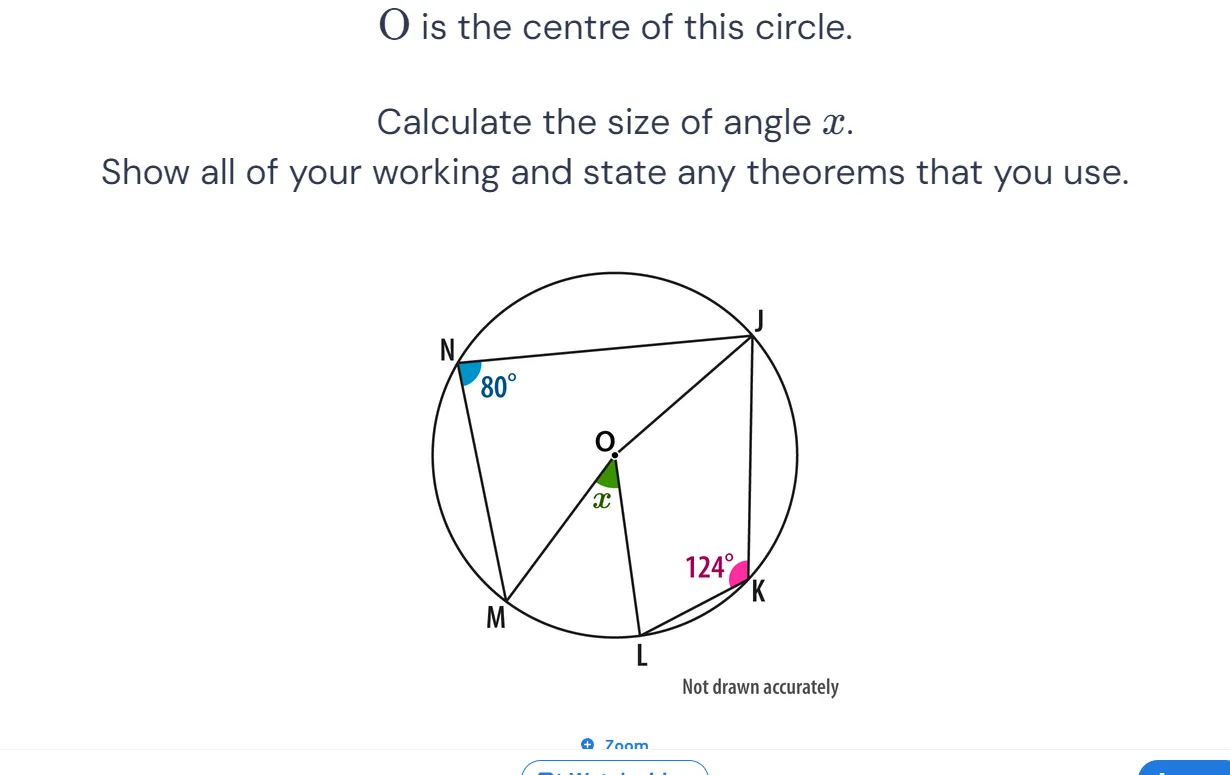 O is the centre of this circle.
Calculate the size of angle x.
Show all of your working and state any theorems that you use.
J
N
80°
O
x
124°
K
M
L
Not drawn accurately
Zoom